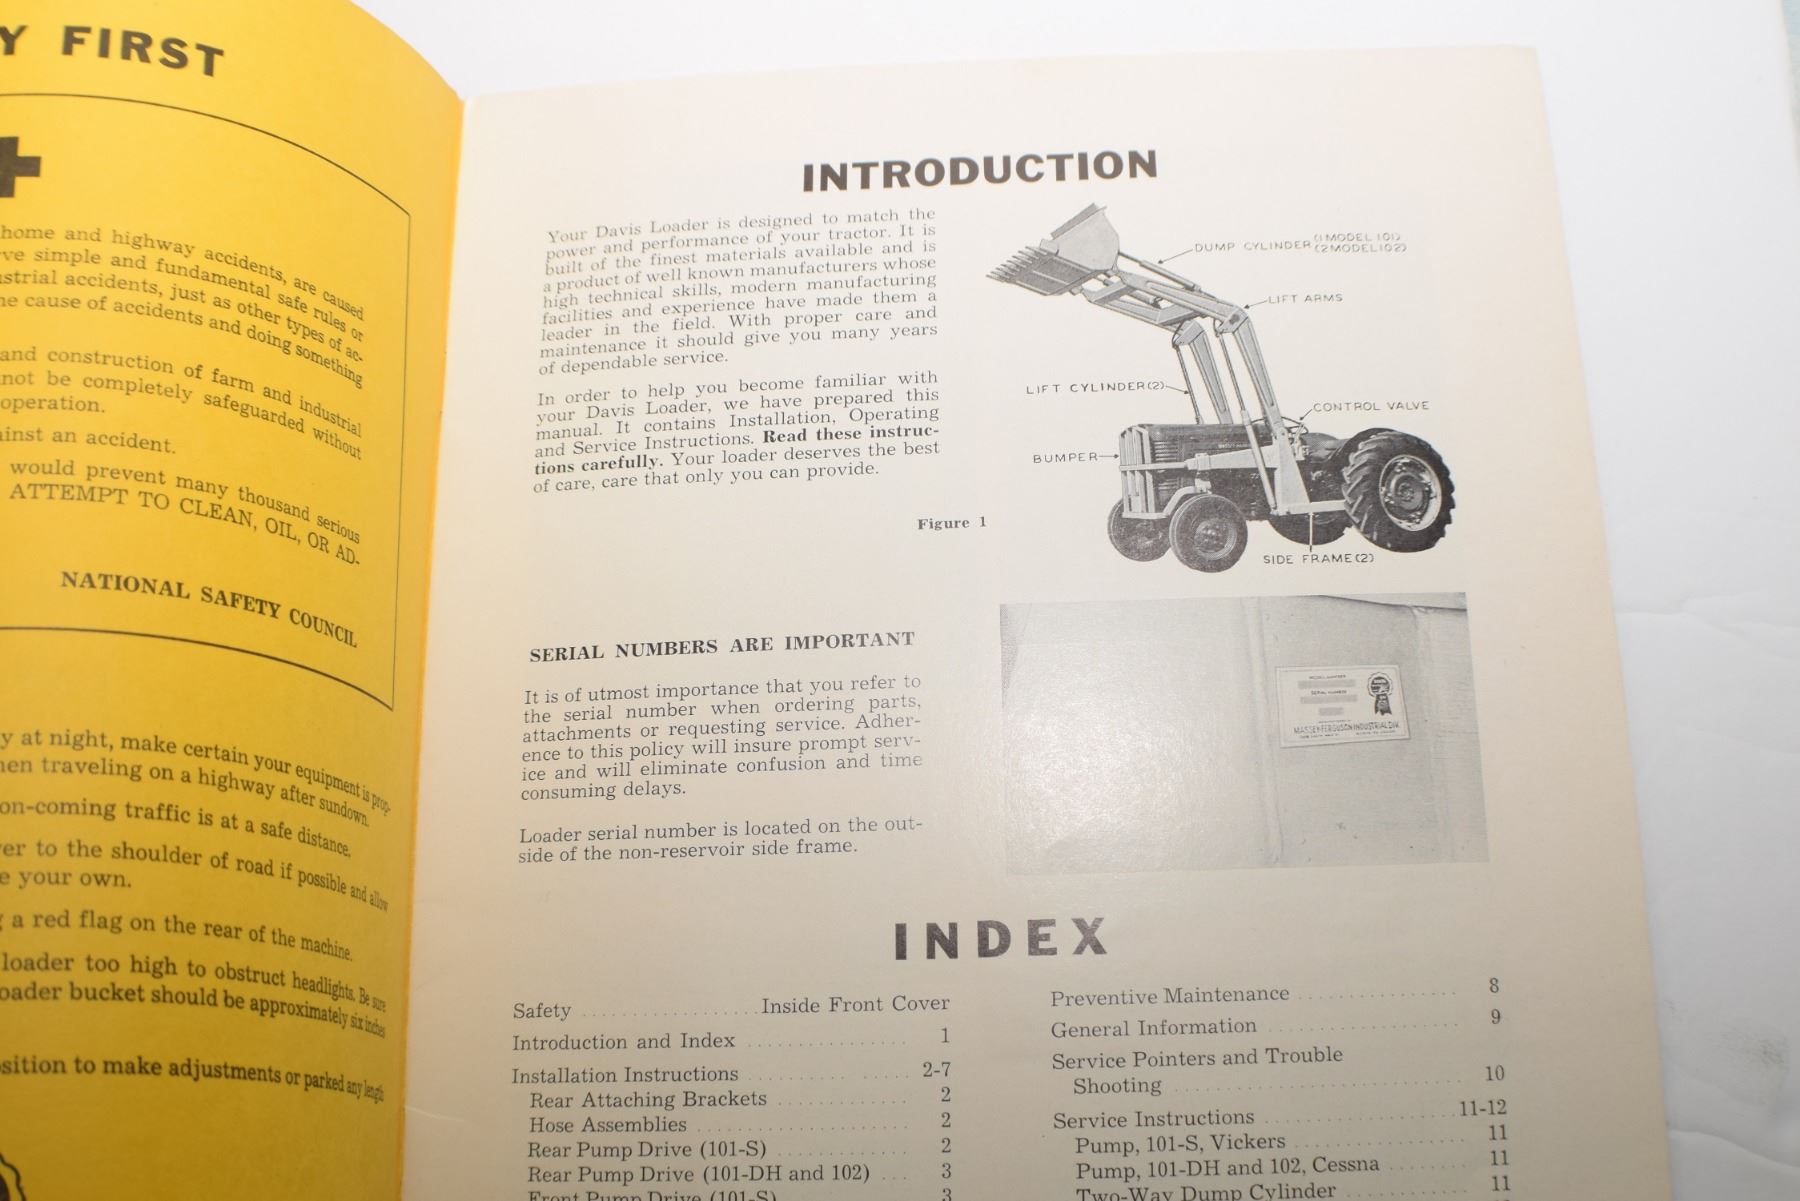 Y FIRST
home and highway accidents, are caused
ve simple and fundamental safe rules or
strial accidents, just as other types of ac-
he cause of accidents and doing something
and construction of farm and industrial
not be completely safeguarded without
operation.
inst an accident.
would prevent many thousand serious
ATTEMPT TO CLEAN, OIL, OR AD-
NATIONAL SAFETY COUNCIL
y at night, make certain your equipment is prop-
hen traveling on a highway after sundown.
on-coming traffic is at a safe distance.
er to the shoulder of road if possible and allow
e your own.
g a red flag on the rear of the machine.
loader too high to obstruct headlights. Be sure
oader bucket should be approximately six inches
sition to make adjustments or parked any length
INTRODUCTION
Your Davis Loader is designed to match the
power and performance of your tractor. It is
built of the finest materials available and is
a product of well known manufacturers whose
high technical skills, modern manufacturing
facilities and experience have made them a
leader in the field. With proper care and
maintenance it should give you many years
of dependable service.
In order to help you become familiar with
your Davis Loader, we have prepared this
manual. It contains Installation, Operating
and Service Instructions. Read these instruc-
tions carefully. Your loader deserves the best
of care, care that only you can provide.
Figure 1
DUMP CYLINDER (1 MODEL 101)
(2 MODEL 102)
LIFT ARMS
LIFT CYLINDER(2)
CONTROL VALVE
BUMPER
SIDE FRAME(2)
SERIAL NUMBERS ARE IMPORTANT
It is of utmost importance that you refer to
the serial number when ordering parts,
attachments or requesting service. Adher-
ence to this policy will insure prompt serv-
ice and will eliminate confusion and time
consuming delays.
Loader serial number is located on the out-
side of the non-reservoir side frame.
MODEL NUMBER
SERIAL NUMBER
MASSEY-FERGUSON INDUSTRIAL DIV.
INDEX
Safety ................. Inside Front Cover
Introduction and Index ............... 1
Installation Instructions ............... 2-7
Rear Attaching Brackets ............. 2
Hose Assemblies .................... 2
Rear Pump Drive (101-S) ............ 2
Rear Pump Drive (101-DH and 102) ... 3
Front Pump Drive (101-S) ........... 3
Preventive Maintenance ............... 8
General Information .................. 9
Service Pointers and Trouble
Shooting ........................... 10
Service Instructions ................. 11-12
Pump, 101-S, Vickers ............... 11
Pump, 101-DH and 102, Cessna ........ 11
Two-Way Dump Cylinder .............. 11